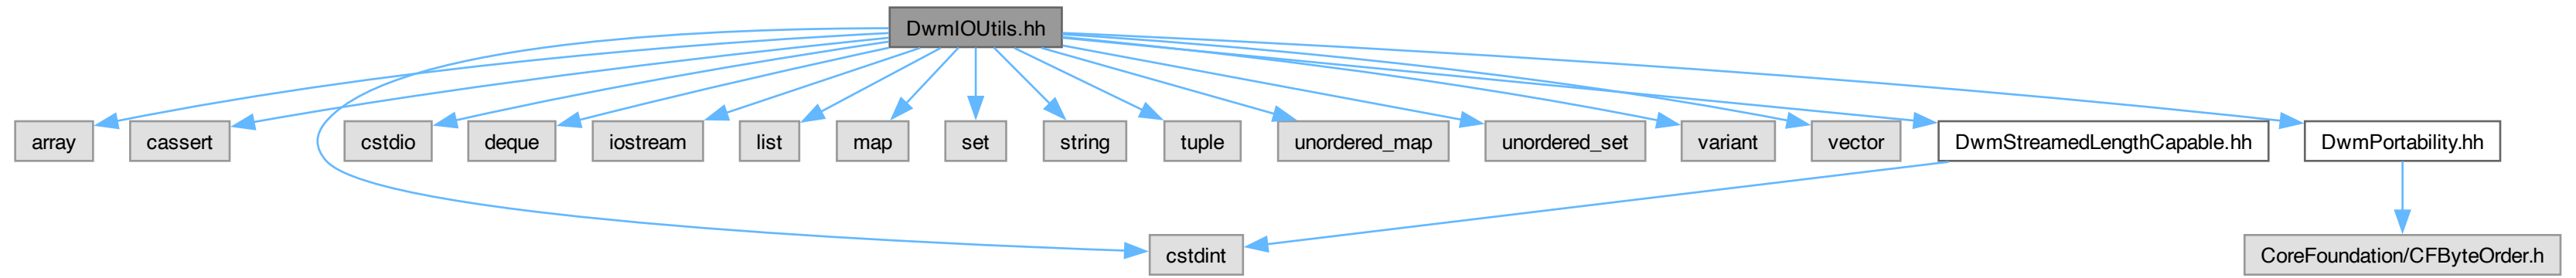 DwmIOUtils.hh
array
cassert
cstdio
deque
iostream
list
map
set
string
tuple
unordered_map
unordered_set
variant
vector
DwmStreamedLengthCapable.hh
DwmPortability.hh
cstdint
CoreFoundation/CFByteOrder.h